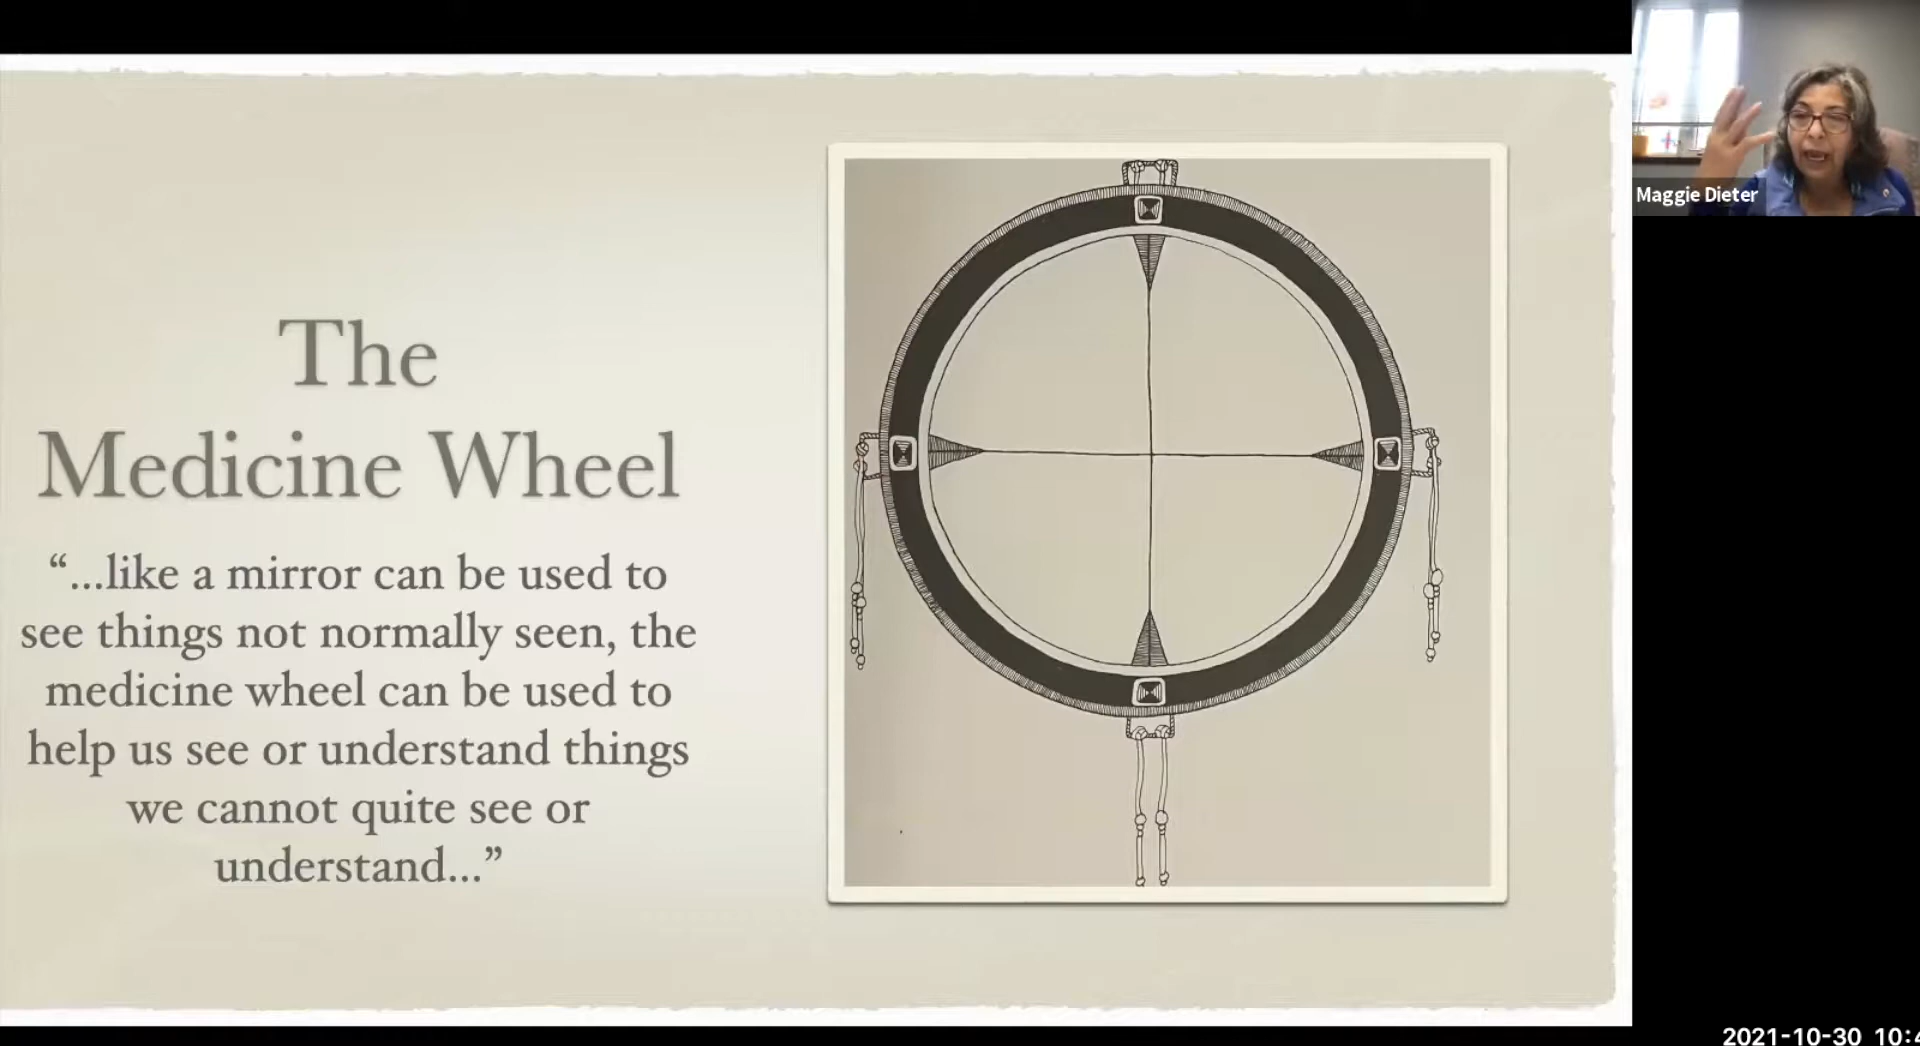 The
Medicine Wheel
“...like a mirror can be used to
see things not normally seen, the
medicine wheel can be used to
help us see or understand things
we cannot quite see or
understand...”
Maggie Dieter
2021-10-30 10:4